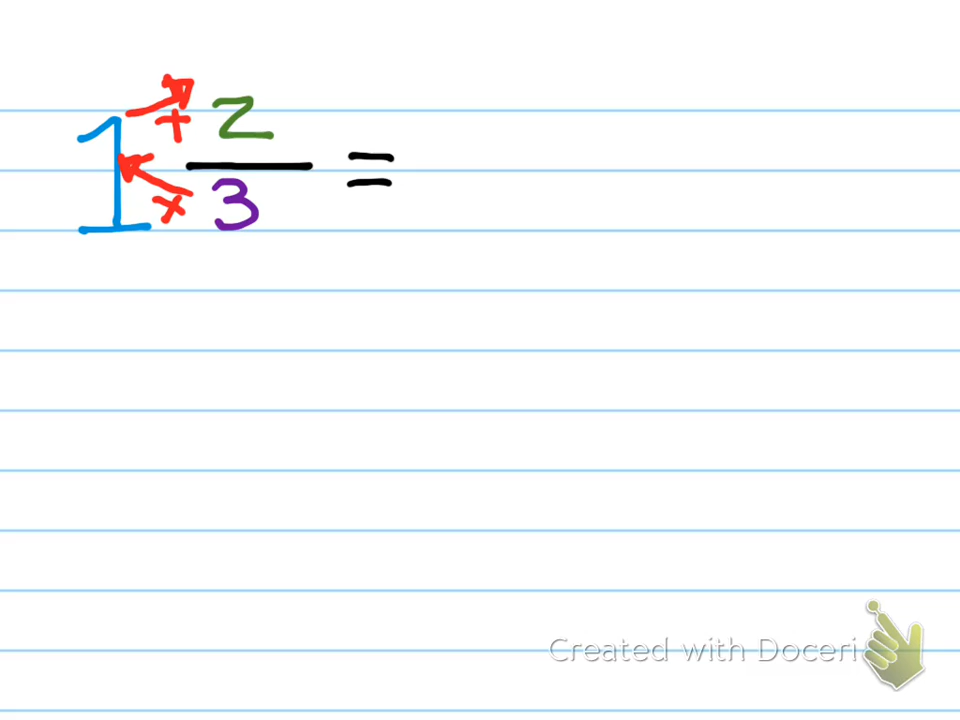 1 + 2
× 3 =
Created with Doceri